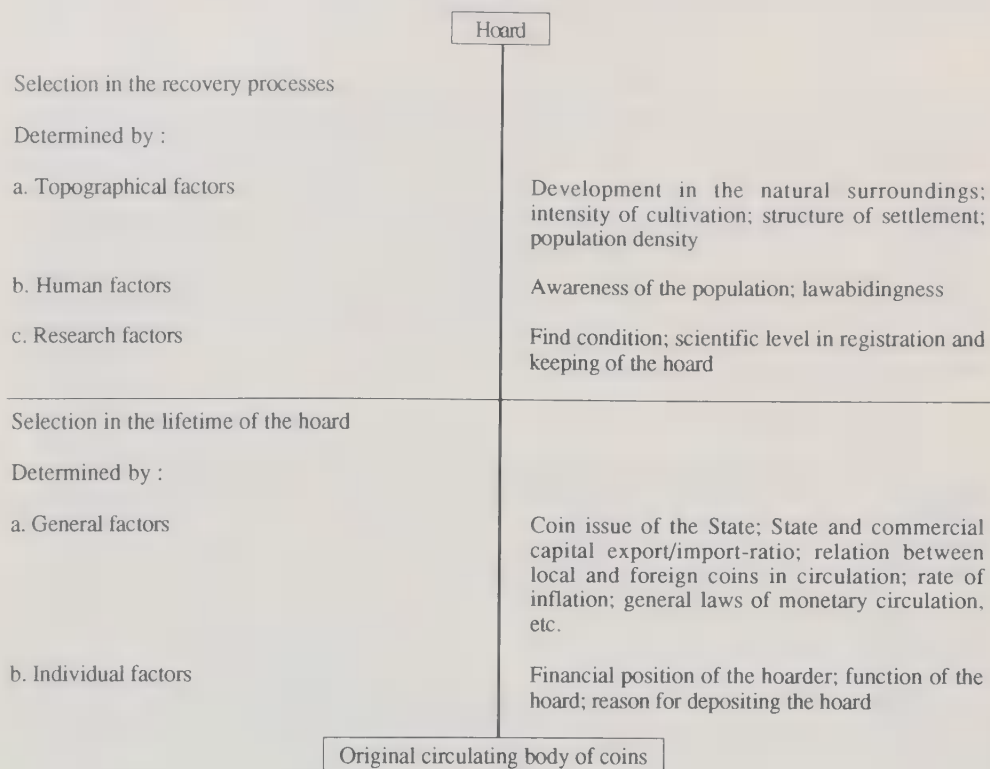 Hoard
Selection in the recovery processes
Determined by :
a. Topographical factors
Development in the natural surroundings;
intensity of cultivation; structure of settlement;
population density
b. Human factors
Awareness of the population; lawabidingness
c. Research factors
Find condition; scientific level in registration and
keeping of the hoard
Selection in the lifetime of the hoard
Determined by :
a. General factors
Coin issue of the State; State and commercial
capital export/import-ratio; relation between
local and foreign coins in circulation; rate of
inflation; general laws of monetary circulation,
etc.
b. Individual factors
Financial position of the hoarder; function of the
hoard; reason for depositing the hoard
Original circulating body of coins